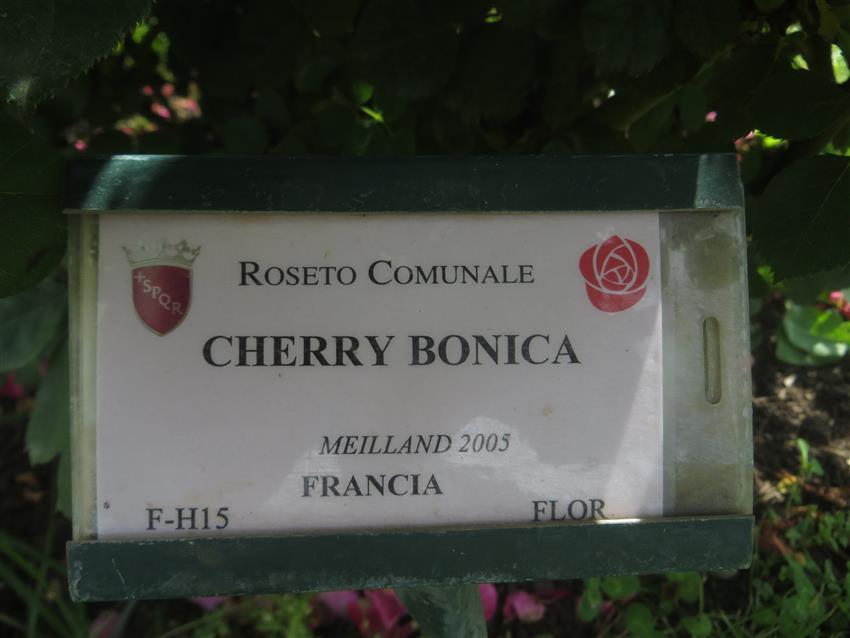 ROSETO COMUNALE
+SPQR
CHERRY BONICA
MEILLAND 2005
FRANCIA
F-H15 FLOR